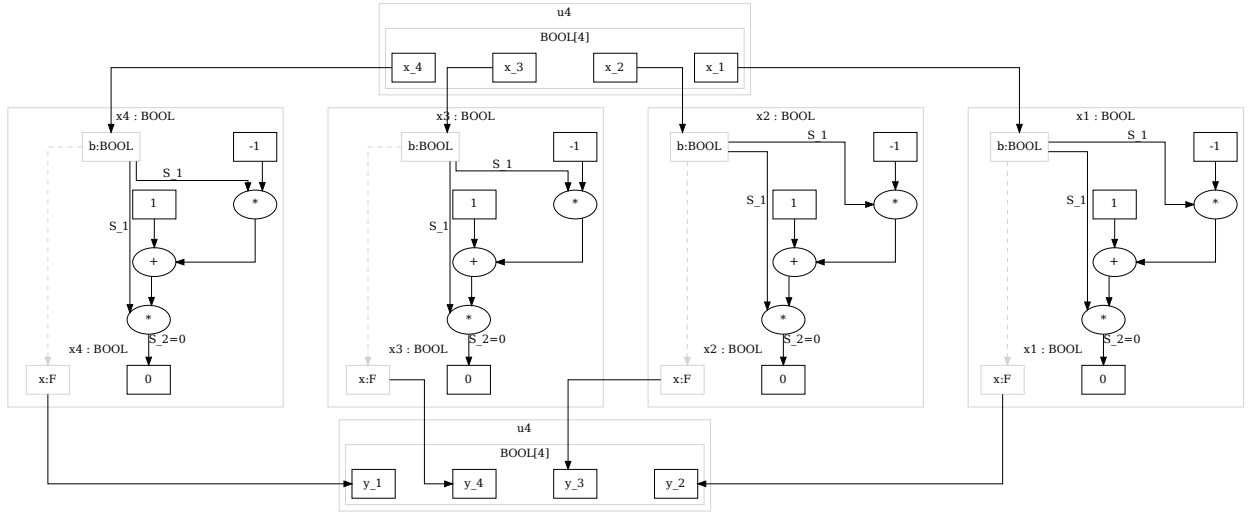 u4
BOOL[4]
x_4 x_3 x_2 x_1
x4 : BOOL x3 : BOOL x2 : BOOL x1 : BOOL
b:BOOL -1 b:BOOL -1 b:BOOL S_1 -1 b:BOOL S_1 -1
S_1 S_1
1 * 1 * S_1 1 * S_1 1 *
S_1 S_1
+ + + +
* * * *
S_2=0 S_2=0 S_2=0 S_2=0
x4 : BOOL x3 : BOOL x2 : BOOL x1 : BOOL
x:F 0 x:F 0 x:F 0 x:F 0
u4
BOOL[4]
y_1 y_4 y_3 y_2